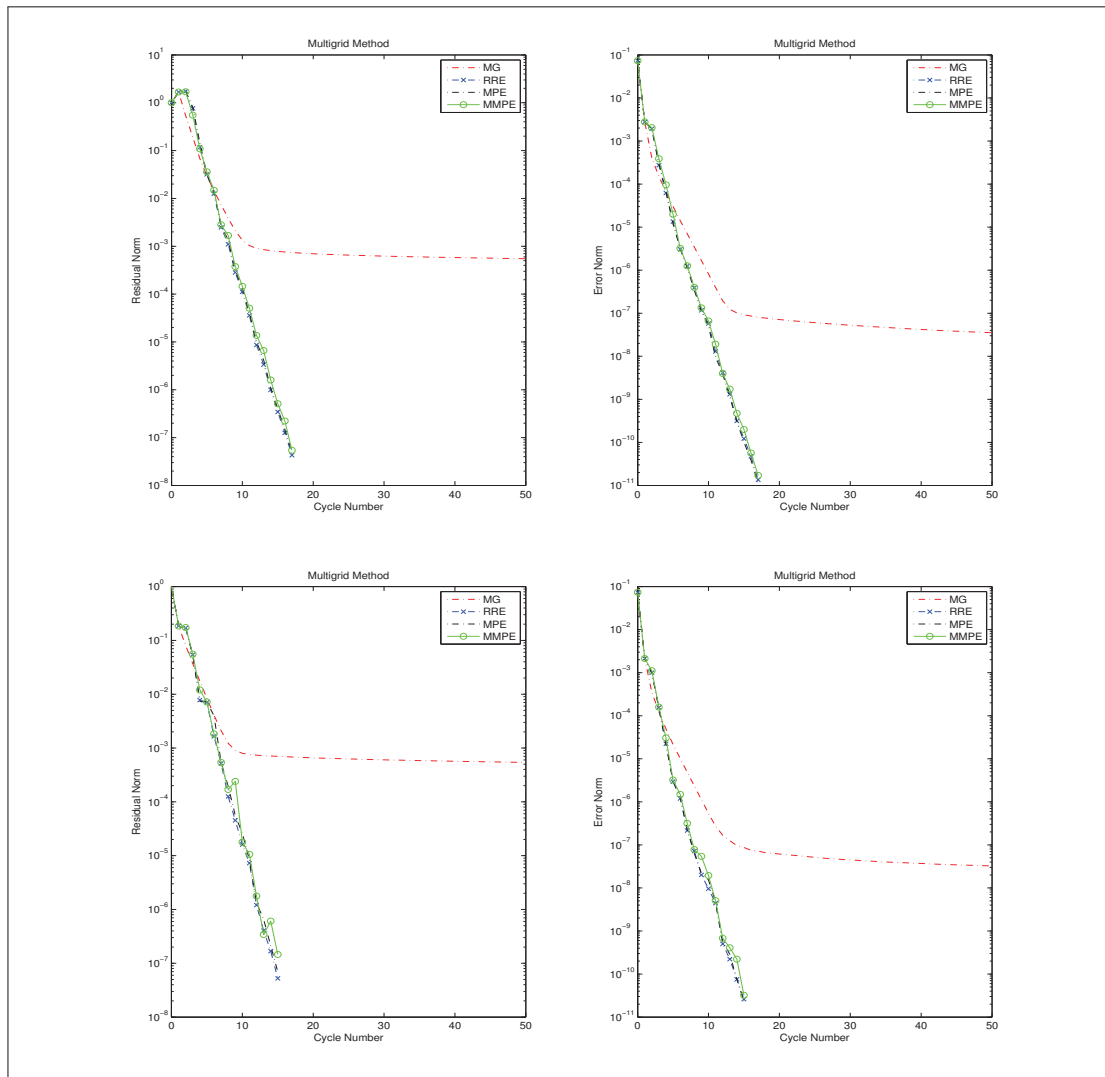 Multigrid Method
10^1
10^0
10^-1
10^-2
10^-3
10^-4
10^-5
10^-6
10^-7
10^-8
Residual Norm
0 10 20 30 40 50
Cycle Number
MG
RRE
MPE
MMPE
Multigrid Method
10^-1
10^-2
10^-3
10^-4
10^-5
10^-6
10^-7
10^-8
10^-9
10^-10
10^-11
Error Norm
0 10 20 30 40 50
Cycle Number
MG
RRE
MPE
MMPE
Multigrid Method
10^0
10^-1
10^-2
10^-3
10^-4
10^-5
10^-6
10^-7
10^-8
Residual Norm
0 10 20 30 40 50
Cycle Number
MG
RRE
MPE
MMPE
Multigrid Method
10^-1
10^-2
10^-3
10^-4
10^-5
10^-6
10^-7
10^-8
10^-9
10^-10
10^-11
Error Norm
0 10 20 30 40 50
Cycle Number
MG
RRE
MPE
MMPE